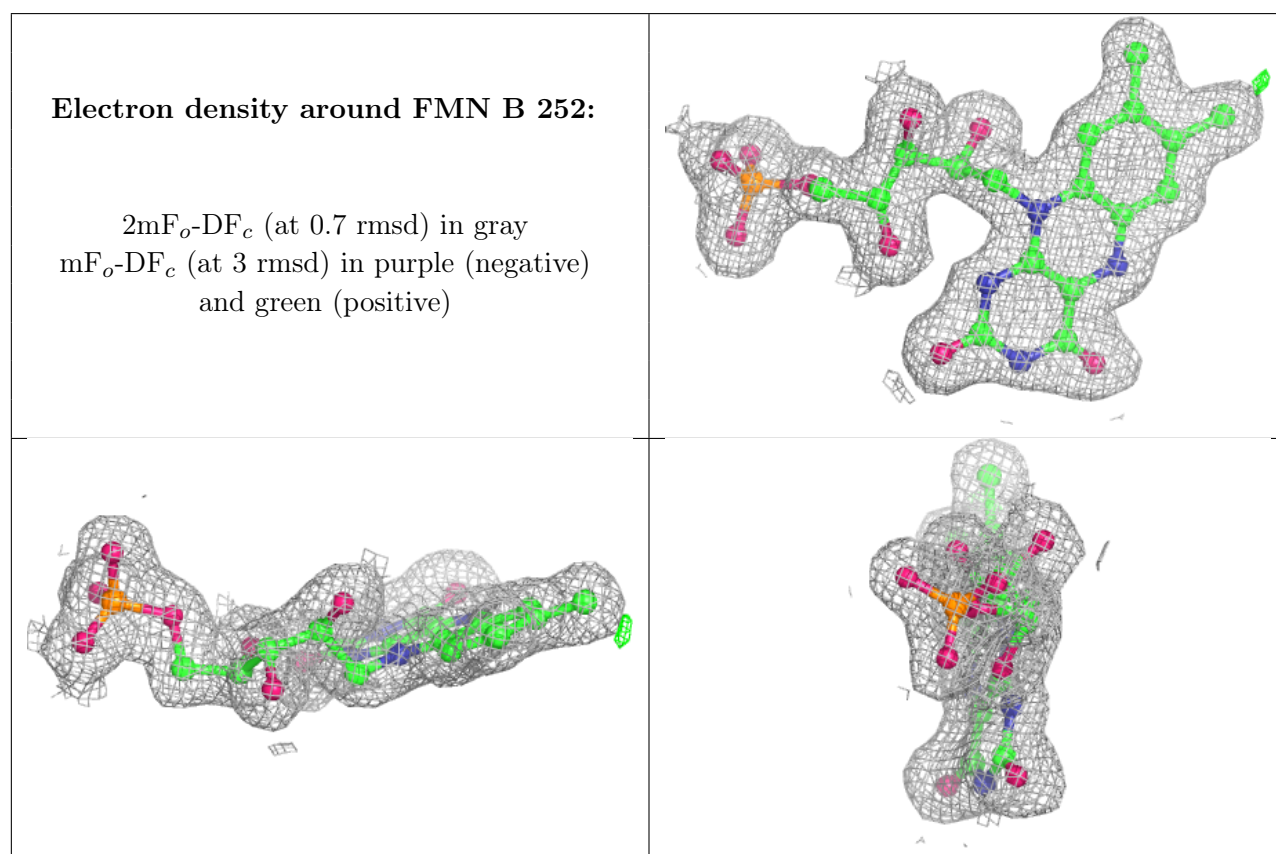 Electron density around FMN B 252:
2mFo-DFc (at 0.7 rmsd) in gray
mFo-DFc (at 3 rmsd) in purple (negative)
and green (positive)